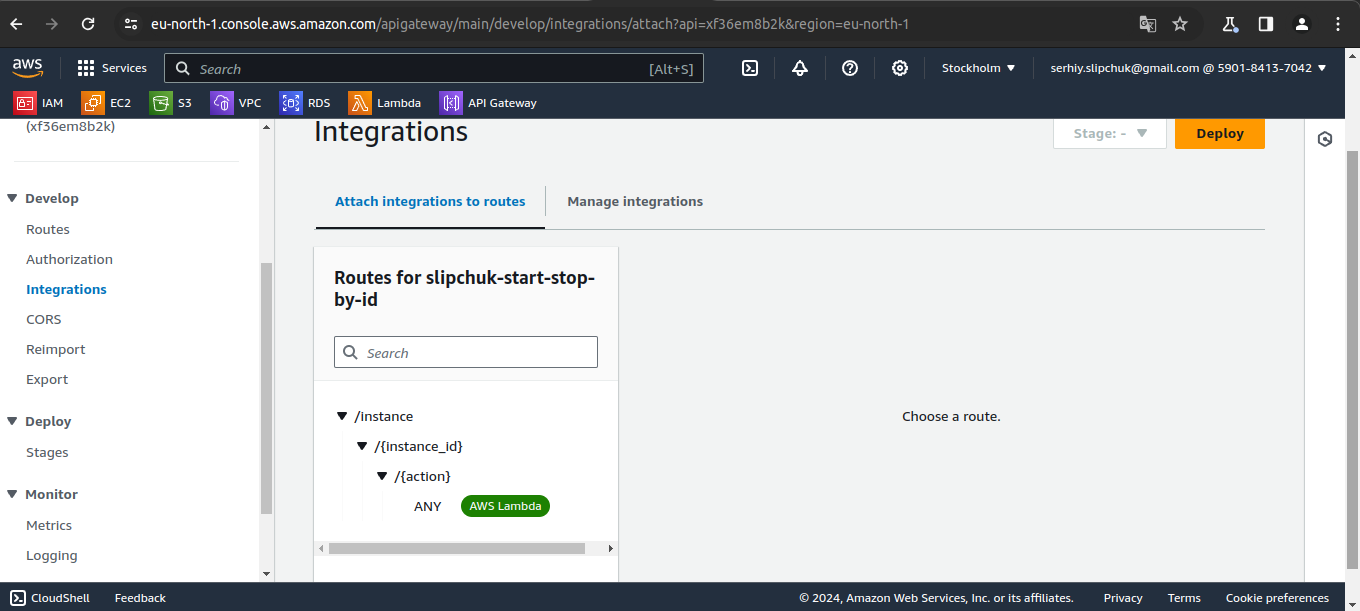 eu-north-1.console.aws.amazon.com/apigateway/main/develop/integrations/attach?api=xf36em8b2k&region=eu-north-1
aws Services Search [Alt+S] Stockholm serhiy.slipchuk@gmail.com @ 5901-8413-7042
IAM EC2 S3 VPC RDS Lambda API Gateway
(xf36em8b2k)
Develop
Routes
Authorization
Integrations
CORS
Reimport
Export
Deploy
Stages
Monitor
Metrics
Logging
Integrations
Stage: - Deploy
Attach integrations to routes Manage integrations
Routes for slipchuk-start-stop-
by-id
Search
/instance
/{instance_id}
/{action}
ANY AWS Lambda
Choose a route.
CloudShell Feedback © 2024, Amazon Web Services, Inc. or its affiliates. Privacy Terms Cookie preferences